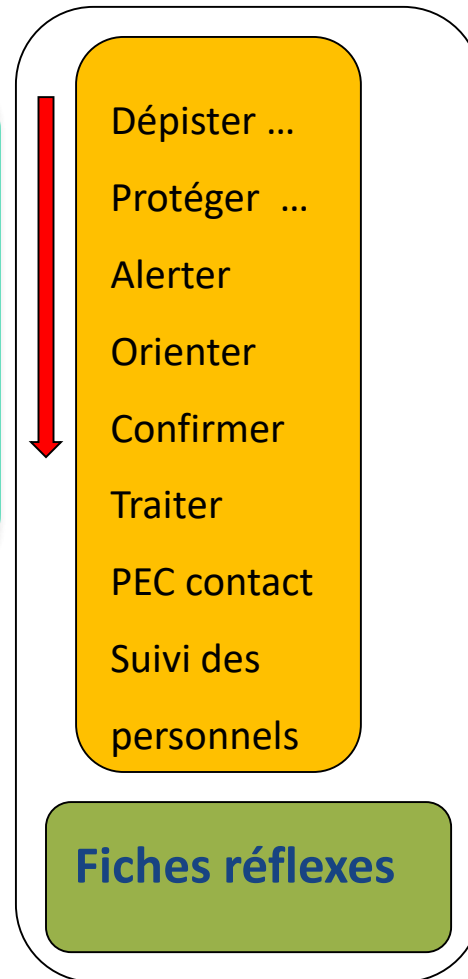 Dépister ...
Protéger ...
Alerter
Orienter
Confirmer
Traiter
PEC contact
Suivi des
personnels
Fiches réflexes